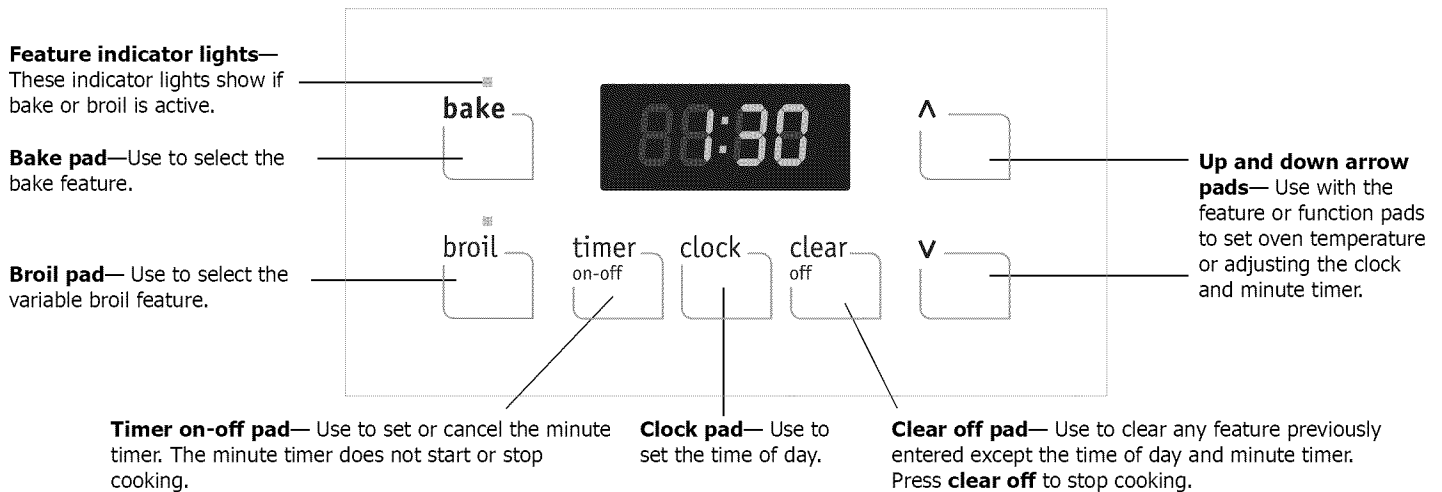 Feature indicator lights—
These indicator lights show if
bake or broil is active.
Bake pad—Use to select the
bake feature.
Broil pad— Use to select the
variable broil feature.
bake
1:30
^
broil
timer
on-off
clock
clear
off
v
Up and down arrow
pads— Use with the
feature or function pads
to set oven temperature
or adjusting the clock
and minute timer.
Timer on-off pad— Use to set or cancel the minute
timer. The minute timer does not start or stop
cooking.
Clock pad— Use to
set the time of day.
Clear off pad— Use to clear any feature previously
entered except the time of day and minute timer.
Press clear off to stop cooking.